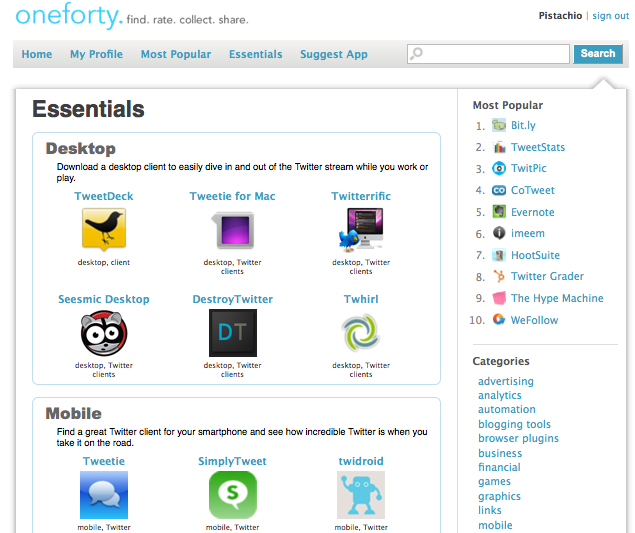 oneforty. find. rate. collect. share.
Pistachio | sign out
Home My Profile Most Popular Essentials Suggest App Search
Essentials
Desktop
Download a desktop client to easily dive in and out of the Twitter stream while you work or
play.
TweetDeck Tweetie for Mac Twitterrific
desktop, client desktop, Twitter desktop, Twitter
clients clients
Seesmic Desktop DestroyTwitter Twhirl
DT
desktop, Twitter desktop, Twitter desktop, Twitter
clients clients clients
Mobile
Find a great Twitter client for your smartphone and see how incredible Twitter is when you
take it on the road.
Tweetie SimplyTweet twidroid
S
mobile, Twitter mobile, Twitter mobile, Twitter
Most Popular
1. Bit.ly
2. TweetStats
3. TwitPic
4. CO CoTweet
5. Evernote
6. i imeem
7. HootSuite
8. Twitter Grader
9. The Hype Machine
10. WeFollow
Categories
advertising
analytics
automation
blogging tools
browser plugins
business
financial
games
graphics
links
mobile